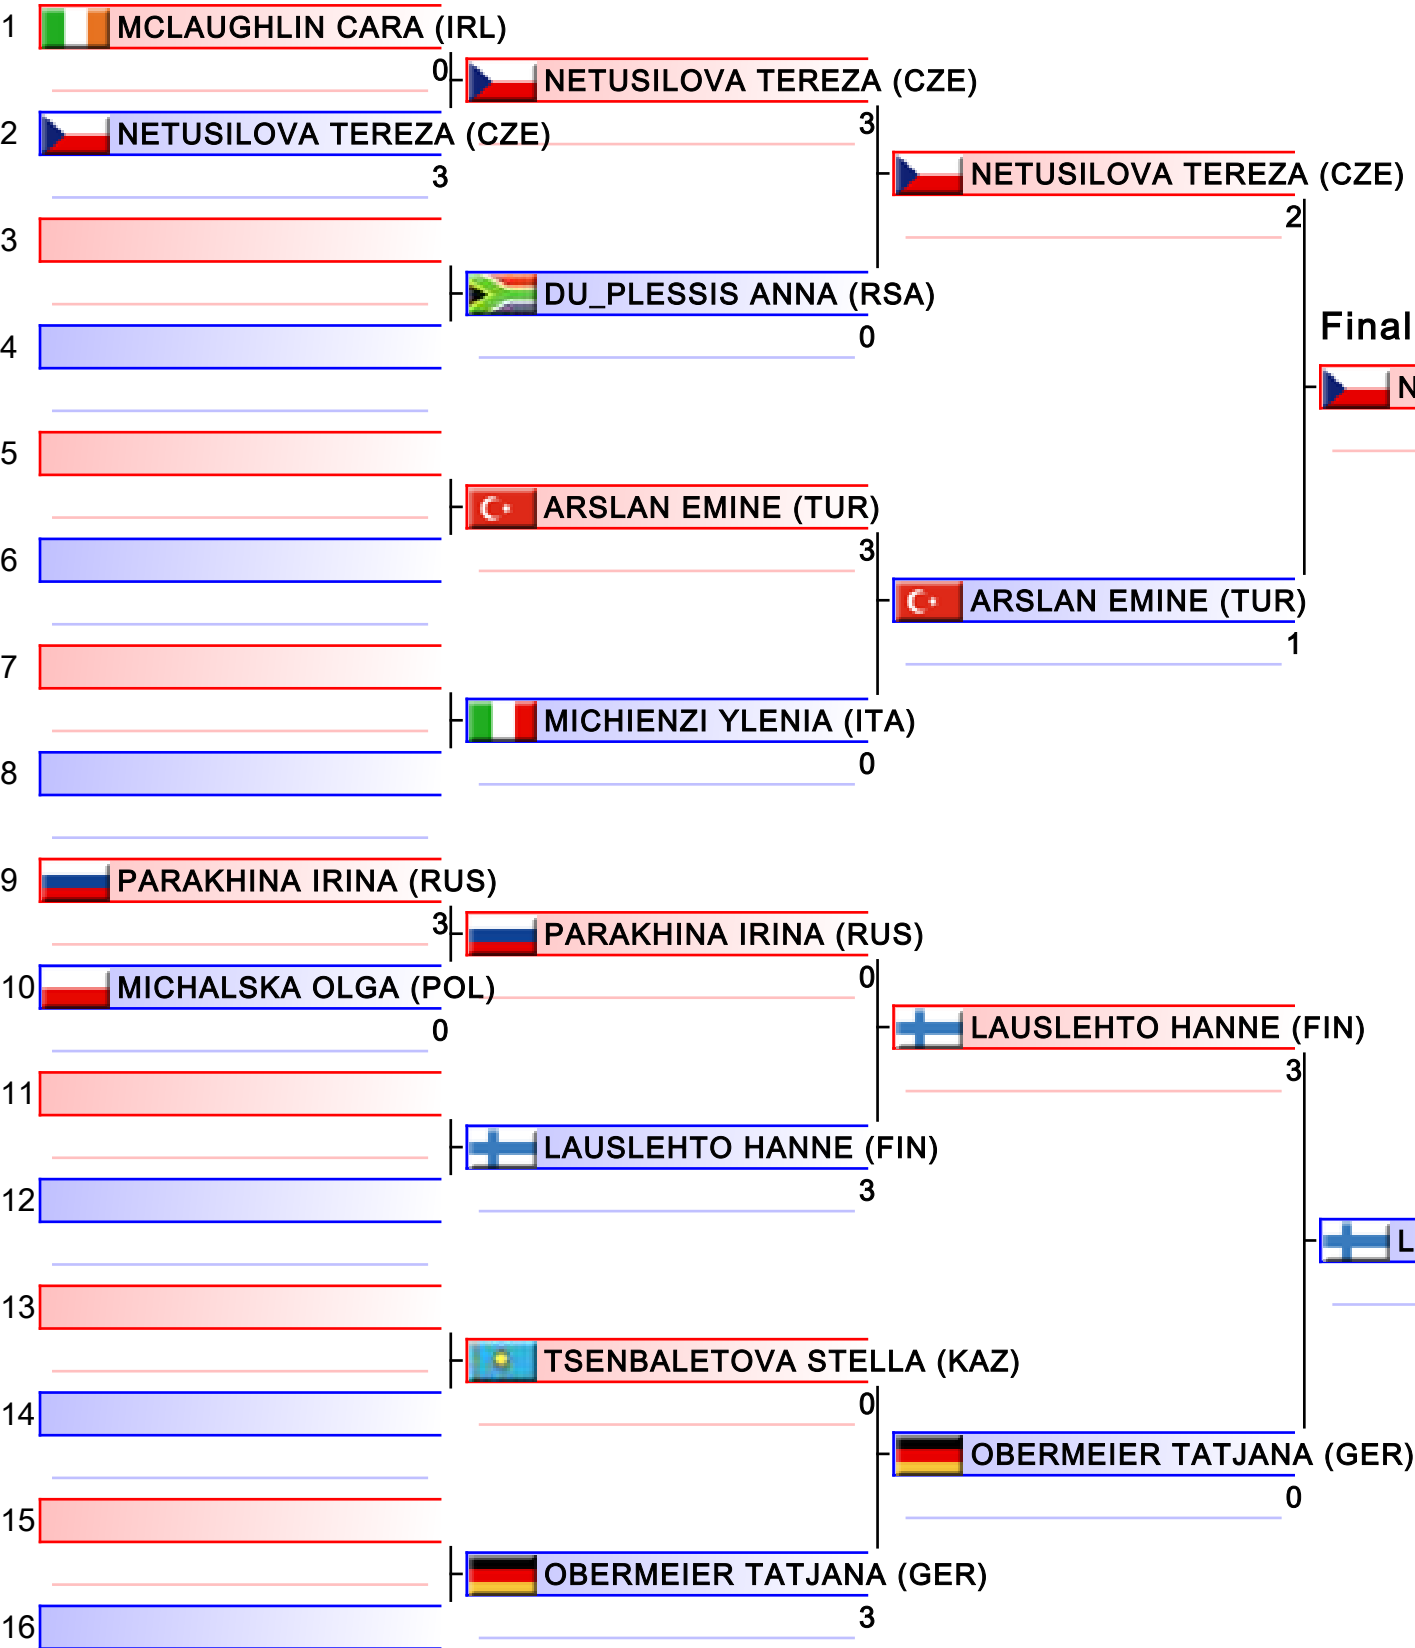 1 MCLAUGHLIN CARA (IRL)
0
NETUSILOVA TEREZA (CZE)
3
2 NETUSILOVA TEREZA (CZE)
3
NETUSILOVA TEREZA (CZE)
2
3
DU_PLESSIS ANNA (RSA)
0
4
Final
N
5
ARSLAN EMINE (TUR)
3
6
ARSLAN EMINE (TUR)
1
7
MICHIENZI YLENIA (ITA)
0
8
9 PARAKHINA IRINA (RUS)
3
PARAKHINA IRINA (RUS)
0
10 MICHALSKA OLGA (POL)
0
LAUSLEHTO HANNE (FIN)
3
11
LAUSLEHTO HANNE (FIN)
3
12
L
13
TSENBALETOVA STELLA (KAZ)
0
14
OBERMEIER TATJANA (GER)
0
15
OBERMEIER TATJANA (GER)
3
16